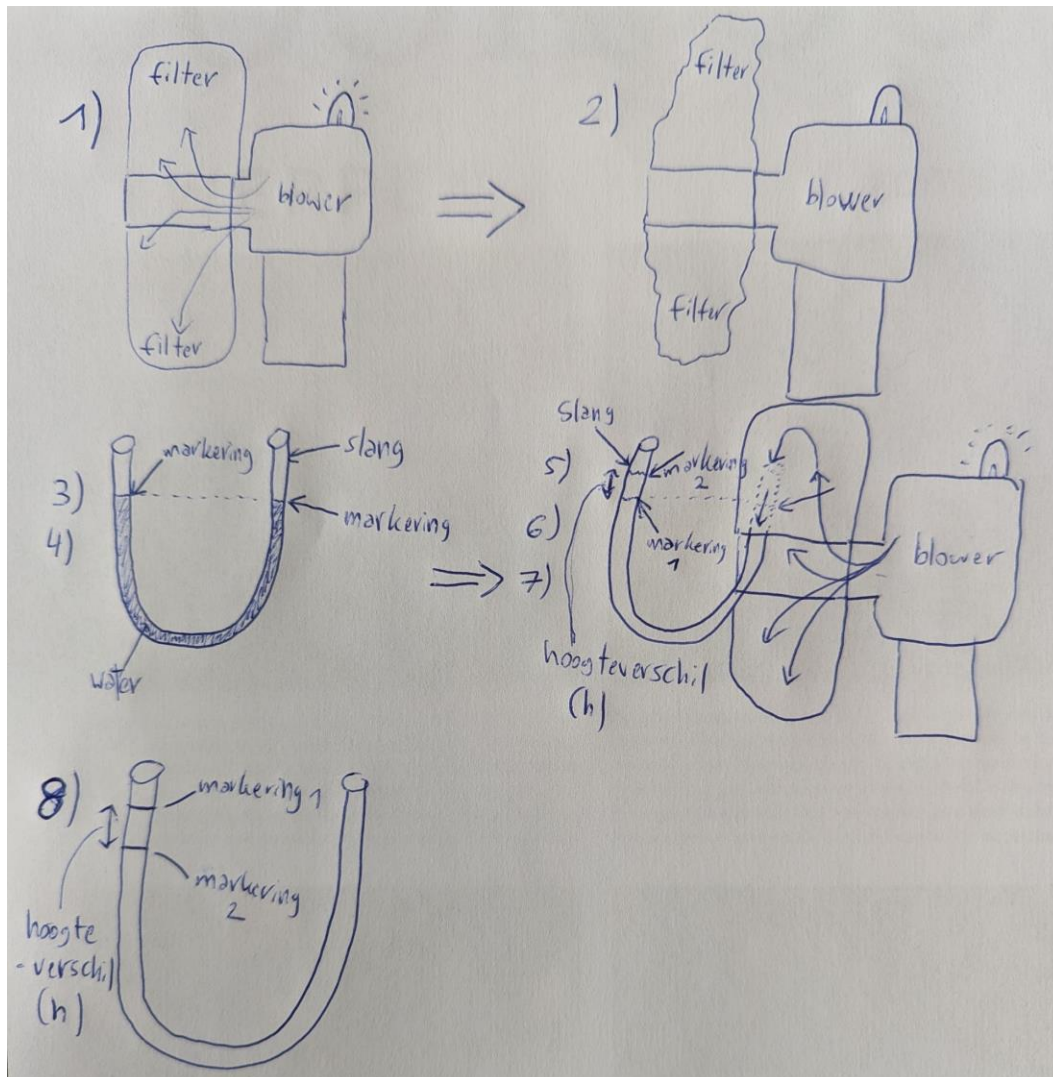 1)
filter
blower
filter
2)
filter
blower
filter
3)
4)
markering
slang
markering
water
5)
6)
7)
Slang
markering
2
markering
1
hoogteverschil
(h)
blower
8)
markering 1
markering
2
hoogte
-verschil
(h)